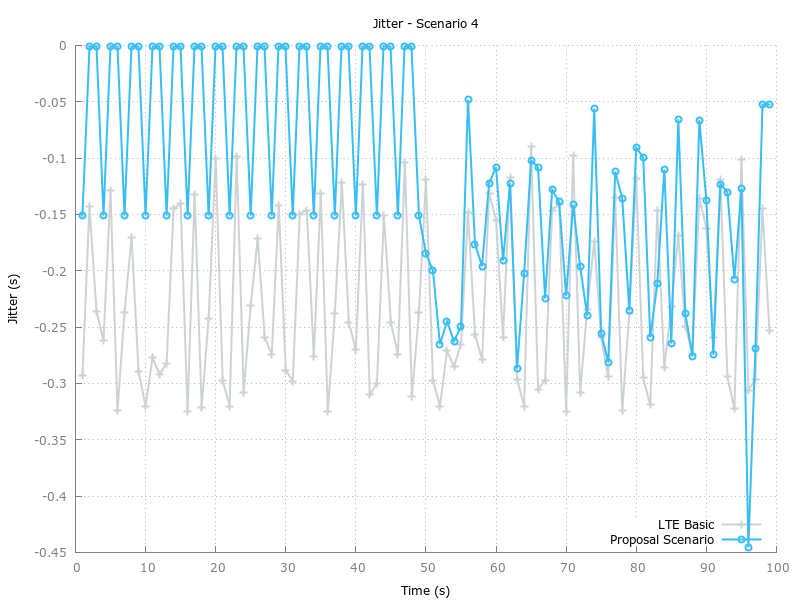 Jitter - Scenario 4
0
-0.05
-0.1
-0.15
-0.2
-0.25
-0.3
-0.35
-0.4
-0.45
Jitter (s)
LTE Basic
Proposal Scenario
0 10 20 30 40 50 60 70 80 90 100
Time (s)